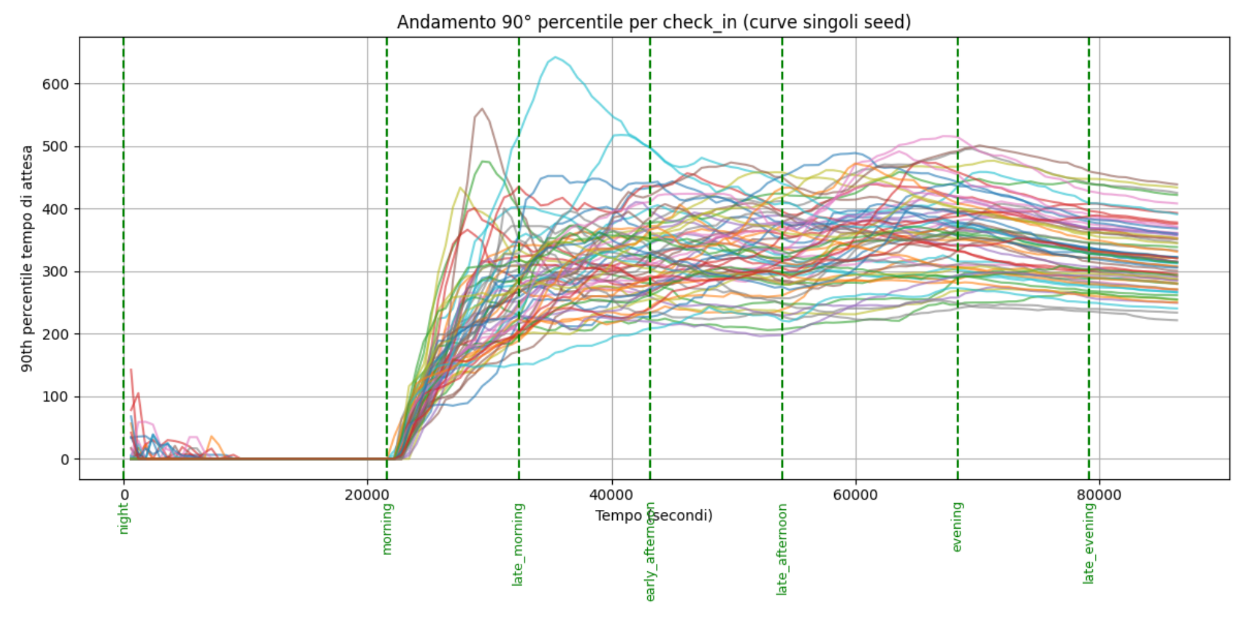 Andamento 90° percentile per check_in (curve singoli seed)
90th percentile tempo di attesa
600
500
400
300
200
100
0
0
20000
40000
60000
80000
Tempo (secondi)
night
morning
late_morning
early_afternoon
late_afternoon
evening
late_evening